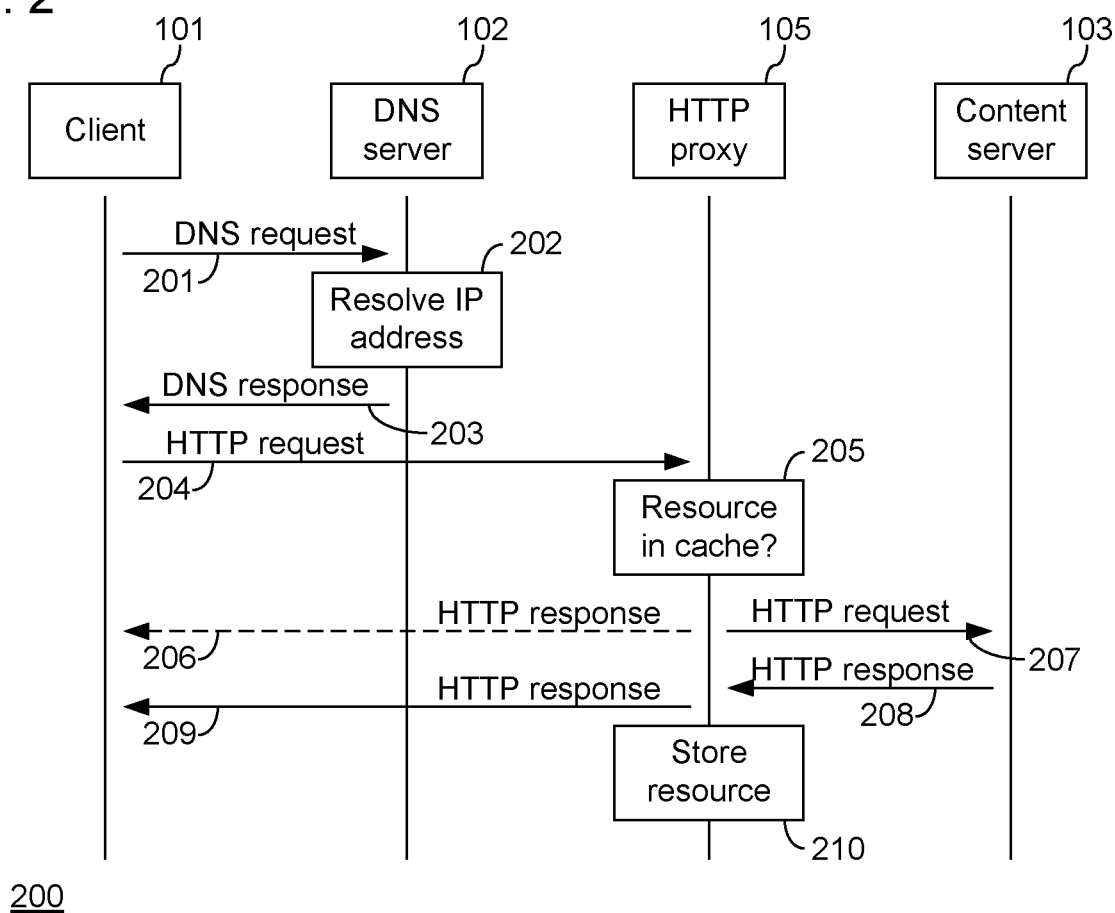 . 2
101
102
105
103
Client
DNS
server
HTTP
proxy
Content
server
DNS request
201
202
Resolve IP
address
DNS response
203
HTTP request
204
205
Resource
in cache?
HTTP response
206
HTTP request
207
HTTP response
208
HTTP response
209
Store
resource
210
200